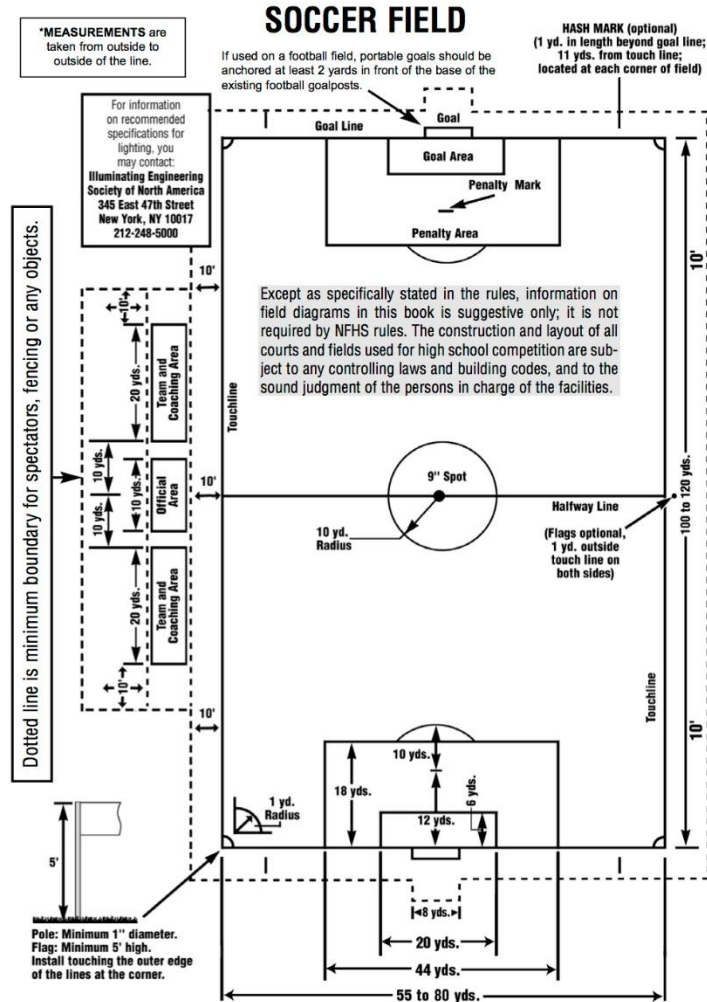 SOCCER FIELD
*MEASUREMENTS are
taken from outside to
outside of the line.
If used on a football field, portable goals should be
anchored at least 2 yards in front of the base of the
existing football goalposts.
HASH MARK (optional)
(1 yd. in length beyond goal line;
11 yds. from touch line;
located at each corner of field)
For information
on recommended
specifications for
lighting, you
may contact:
Illuminating Engineering
Society of North America
345 East 47th Street
New York, NY 10017
212-248-5000
Goal Line
Goal
Goal Area
Penalty Mark
Penalty Area
Dotted line is minimum boundary for spectators, fencing or any objects.
10'
10'
Except as specifically stated in the rules, information on
field diagrams in this book is suggestive only; it is not
required by NFHS rules. The construction and layout of all
courts and fields used for high school competition are sub-
ject to any controlling laws and building codes, and to the
sound judgment of the persons in charge of the facilities.
10'
20 yds.
Team and
Coaching Area
Touchline
10 yds.
10 yds.
10 yds.
Official
Area
10'
9" Spot
10 yd.
Radius
Halfway Line
(Flags optional,
1 yd. outside
touch line on
both sides)
100 to 120 yds.
20 yds.
Team and
Coaching Area
10'
10'
Touchline
10'
10 yds.
18 yds.
12 yds.
6 yds.
1 yd.
Radius
5'
8 yds.
20 yds.
44 yds.
55 to 80 yds.
Pole: Minimum 1" diameter.
Flag: Minimum 5' high.
Install touching the outer edge
of the lines at the corner.